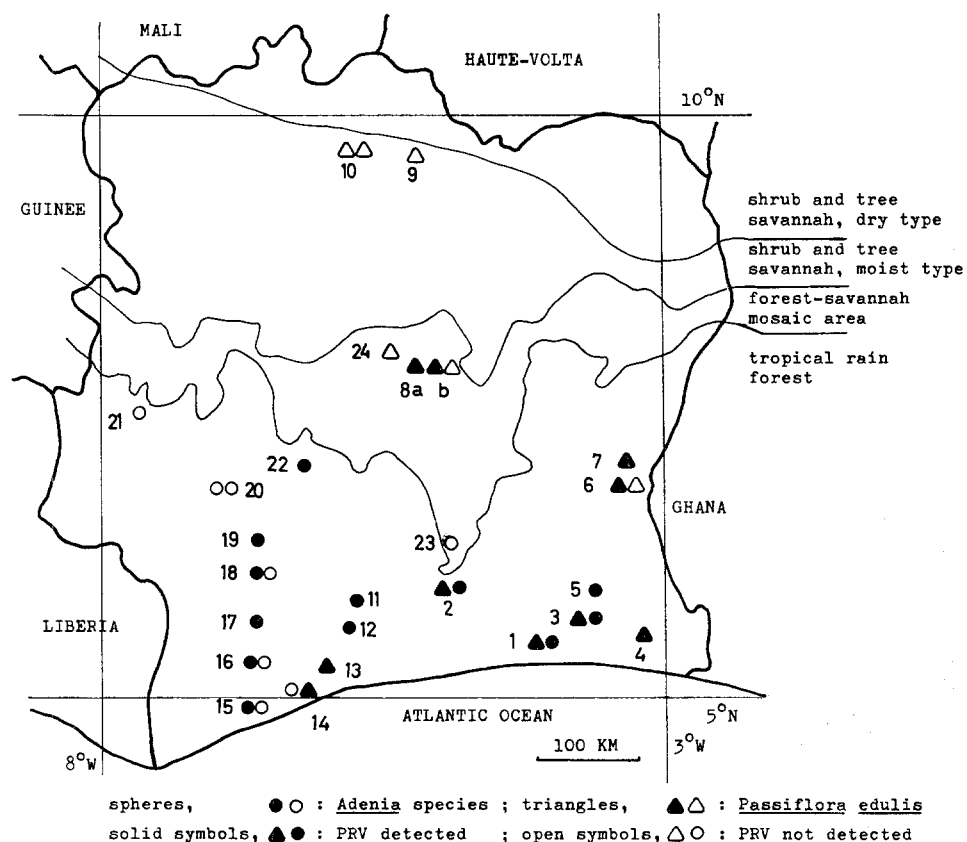 MALI
HAUTE-VOLTA
10°N
10
9
GUINEE
shrub and tree
savannah, dry type
shrub and tree
savannah, moist type
forest-savannah
mosaic area
tropical rain
forest
24
8a b
21
22
7
20
6
GHANA
19
23
18
5
11
2
LIBERIA
17
12
3
1
4
16
13
15
14
ATLANTIC OCEAN
5°N
100 KM
8°W
3°W
spheres, ●○ : Adenia species ; triangles, ▲△ : Passiflora edulis
solid symbols, ▲● : PRV detected ; open symbols, △○ : PRV not detected